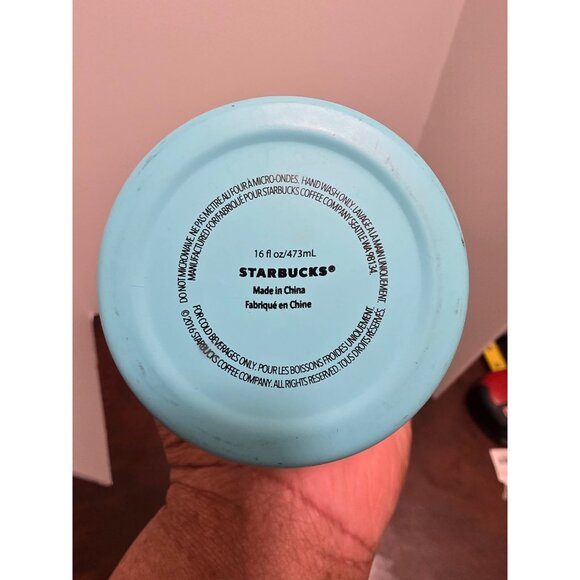 DO NOT MICROWAVE. NE PAS METTRE AU FOUR À MICRO-ONDES. HAND WASH ONLY. LAVAGE A LA MAIN UNIQUEMENT.
MANUFACTURED FOR/FABRIQUÉ POUR STARBUCKS COFFEE COMPANY SEATTLE WA 98134
16 fl oz/473mL
STARBUCKS®
Made in China
Fabriqué en Chine
FOR COLD BEVERAGES ONLY. POUR LES BOISSONS FROIDES UNIQUEMENT.
©2016 STARBUCKS COFFEE COMPANY. ALL RIGHTS RESERVED. TOUS DROITS RÉSERVÉS.